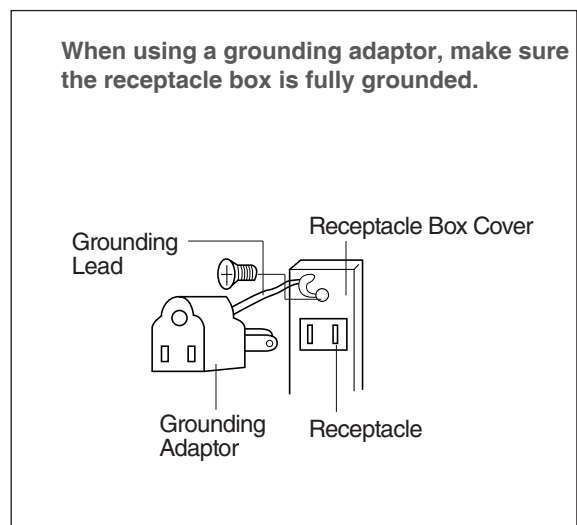 When using a grounding adaptor, make sure
the receptacle box is fully grounded.
Receptacle Box Cover
Grounding
Lead
Grounding
Adaptor
Receptacle